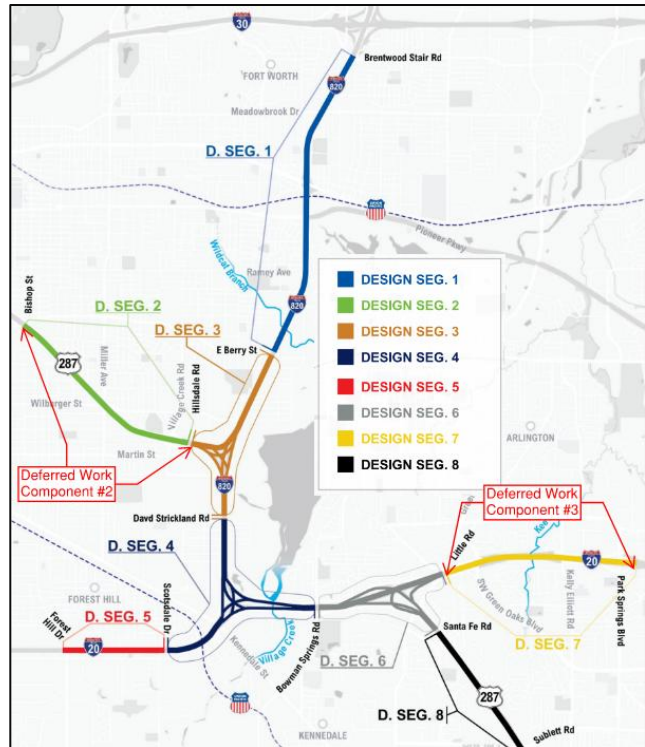 30
Brentwood Stair Rd
FORT WORTH
820
Meadowbrook Dr
D. SEG. 1
Pioneer Pkwy
Wildcat Branch
Ramey Ave
820
Bishop St
D. SEG. 2
D. SEG. 3
E Berry St
287
Miller Ave
Village Creek Rd
Hillsdale Rd
Wilbarger St
Martin St
Deferred Work
Component #2
820
Davd Strickland Rd
DESIGN SEG. 1
DESIGN SEG. 2
DESIGN SEG. 3
DESIGN SEG. 4
DESIGN SEG. 5
DESIGN SEG. 6
DESIGN SEG. 7
DESIGN SEG. 8
ARLINGTON
Deferred Work
Component #3
Little Rd
20
D. SEG. 4
FOREST HILL
Scotsdale Dr
D. SEG. 5
Forest
Hill Dr
20
Kennedale St
Village Creek
Bowman Springs Rd
D. SEG. 6
SW Green Oaks Blvd
Kelly Elliott Rd
Park Springs Blvd
Santa Fe Rd
D. SEG. 7
287
D. SEG. 8
Sublett Rd
KENNEDALE